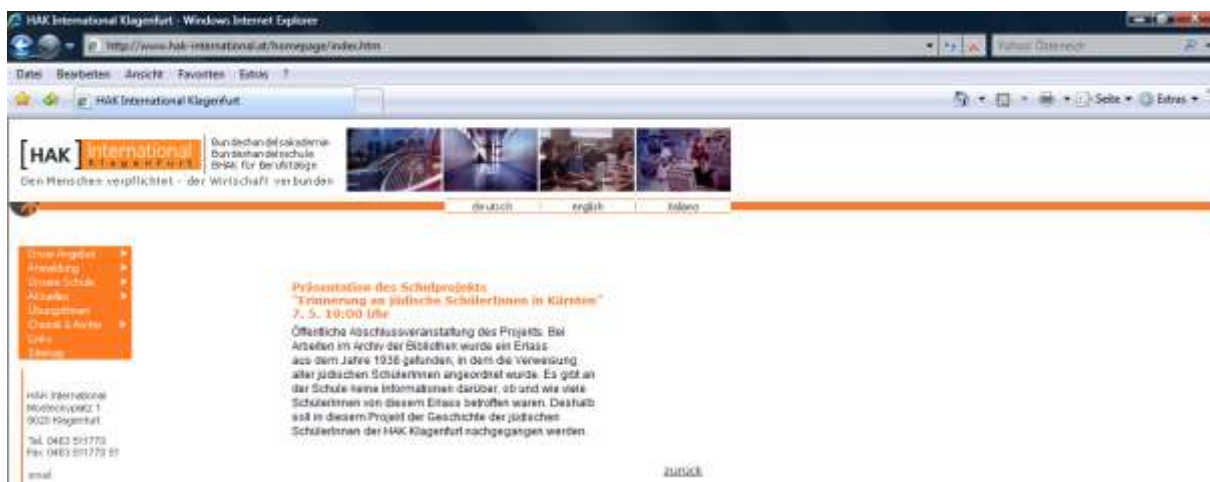 HAK International Klagenfurt - Windows Internet Explorer
http://www.hak-international.at/homepage/index.htm
Datei Bearbeiten Ansicht Favoriten Extras ?
HAK International Klagenfurt
Seite Extras
[HAK] international
Klagenfurt
Bundeshandelsakademie
Bundeshandelsschule
BHAK für Berufstätige
Den Menschen verpflichtet - der Wirtschaft verbunden
deutsch english italiano
Unser Angebot
Anmeldung
Unsere Schule
Aktuelles
Übungsfirmen
Chronik & Archiv
Links
Sitemap
Präsentation des Schulprojekts
"Erinnerung an jüdische SchülerInnen in Kärnten"
7. 5. 19:00 Uhr
Öffentliche Abschlussveranstaltung des Projekts. Bei
Arbeiten im Archiv der Bibliothek wurde ein Erlass
aus dem Jahre 1938 gefunden, in dem die Verweisung
aller jüdischen SchülerInnen angeordnet wurde. Es gibt an
der Schule keine Informationen darüber, ob und wie viele
SchülerInnen von diesem Erlass betroffen waren. Deshalb
soll in diesem Projekt der Geschichte der jüdischen
SchülerInnen der HAK Klagenfurt nachgegangen werden.
HAK International
9020 Klagenfurt
Tel.
Fax
email
zurück